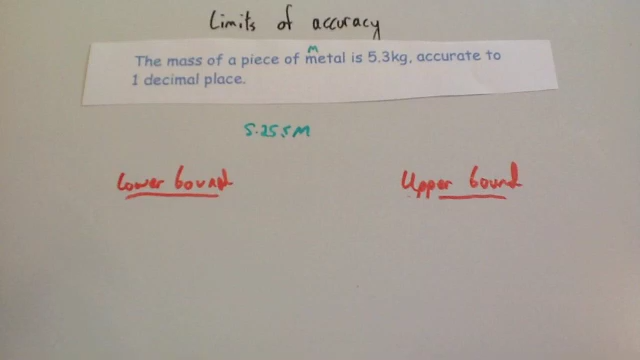 Limits of accuracy
M
The mass of a piece of metal is 5.3kg, accurate to
1 decimal place.
5.25≤M
Lower bound
Upper bound